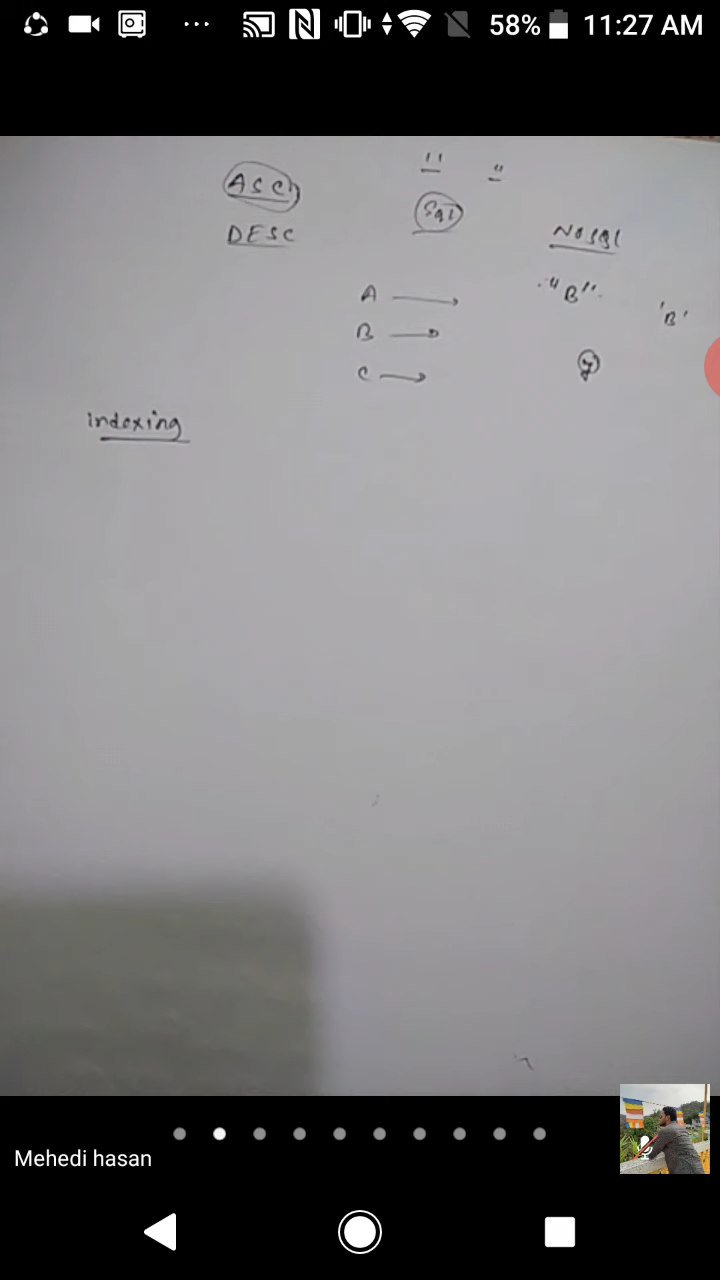 58% 11:27 AM
ASC
DESC
" "
Sql
NoSQL
A "B" 'B'
B
C
indexing
Mehedi hasan